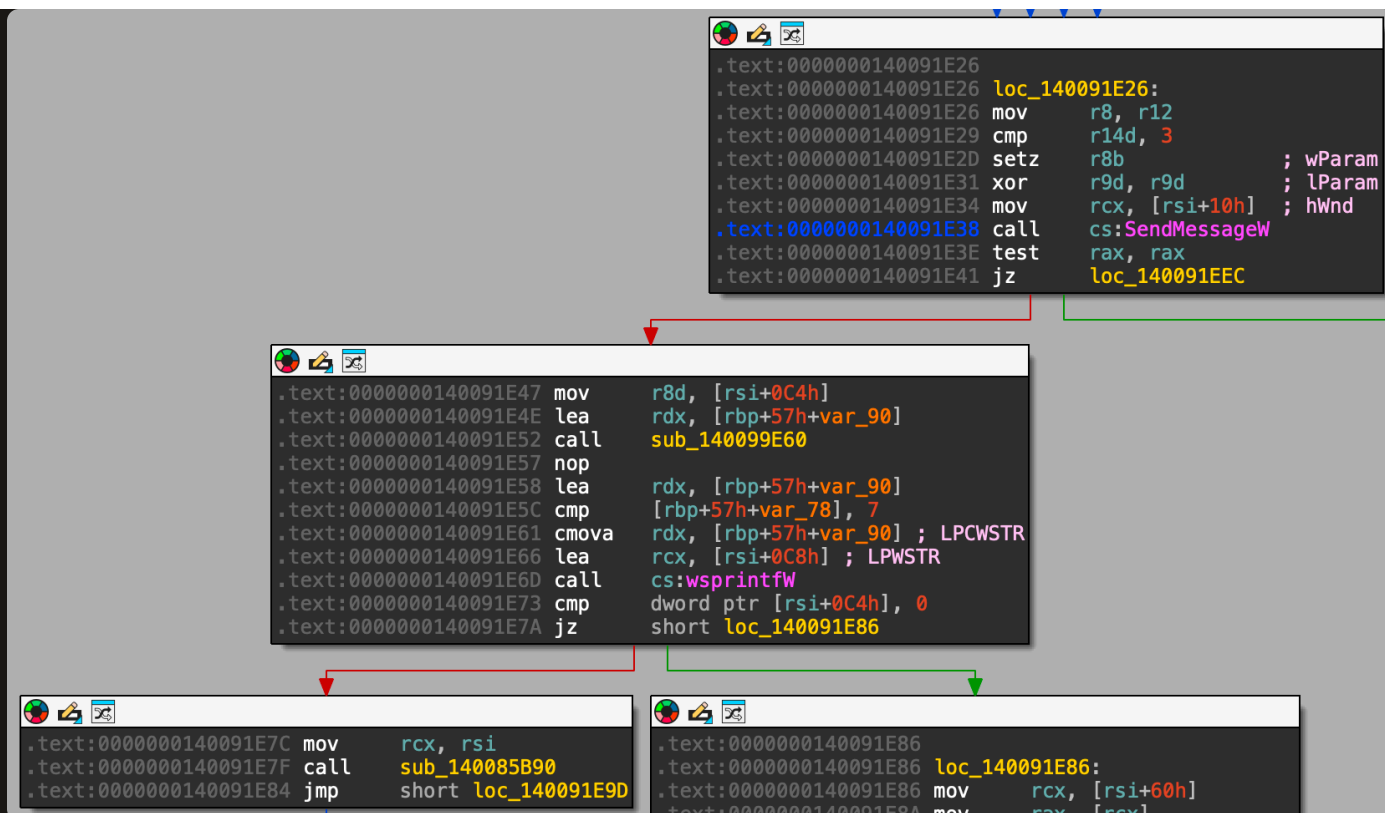 .text:0000000140091E26
.text:0000000140091E26 loc_140091E26:
.text:0000000140091E26 mov r8, r12
.text:0000000140091E29 cmp r14d, 3
.text:0000000140091E2D setz r8b ; wParam
.text:0000000140091E31 xor r9d, r9d ; lParam
.text:0000000140091E34 mov rcx, [rsi+10h] ; hWnd
.text:0000000140091E38 call cs:SendMessageW
.text:0000000140091E3E test rax, rax
.text:0000000140091E41 jz loc_140091EEC
.text:0000000140091E47 mov r8d, [rsi+0C4h]
.text:0000000140091E4E lea rdx, [rbp+57h+var_90]
.text:0000000140091E52 call sub_140099E60
.text:0000000140091E57 nop
.text:0000000140091E58 lea rdx, [rbp+57h+var_90]
.text:0000000140091E5C cmp [rbp+57h+var_78], 7
.text:0000000140091E61 cmova rdx, [rbp+57h+var_90] ; LPCWSTR
.text:0000000140091E66 lea rcx, [rsi+0C8h] ; LPWSTR
.text:0000000140091E6D call cs:wsprintfW
.text:0000000140091E73 cmp dword ptr [rsi+0C4h], 0
.text:0000000140091E7A jz short loc_140091E86
.text:0000000140091E7C mov rcx, rsi
.text:0000000140091E7F call sub_140085B90
.text:0000000140091E84 jmp short loc_140091E9D
.text:0000000140091E86
.text:0000000140091E86 loc_140091E86:
.text:0000000140091E86 mov rcx, [rsi+60h]
.text:0000000140091E8A mov rax, [rcx]